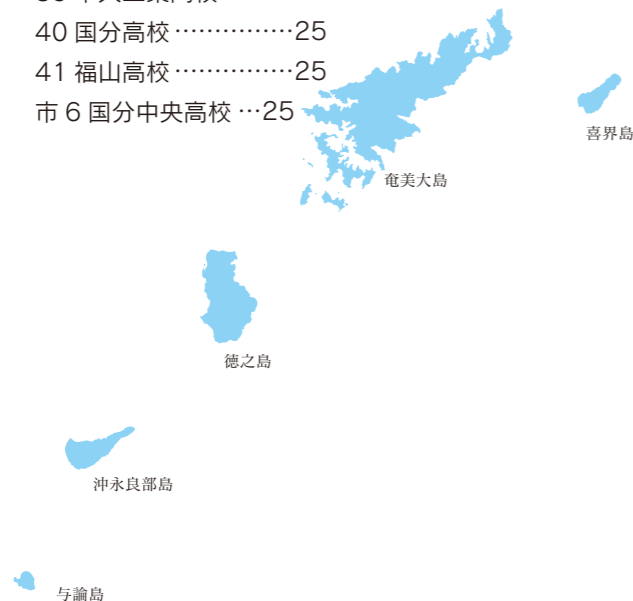 40 国分高校 ……………25
41 福山高校 ……………25
市 6 国分中央高校 …25
喜界島
奄美大島
徳之島
沖永良部島
与論島